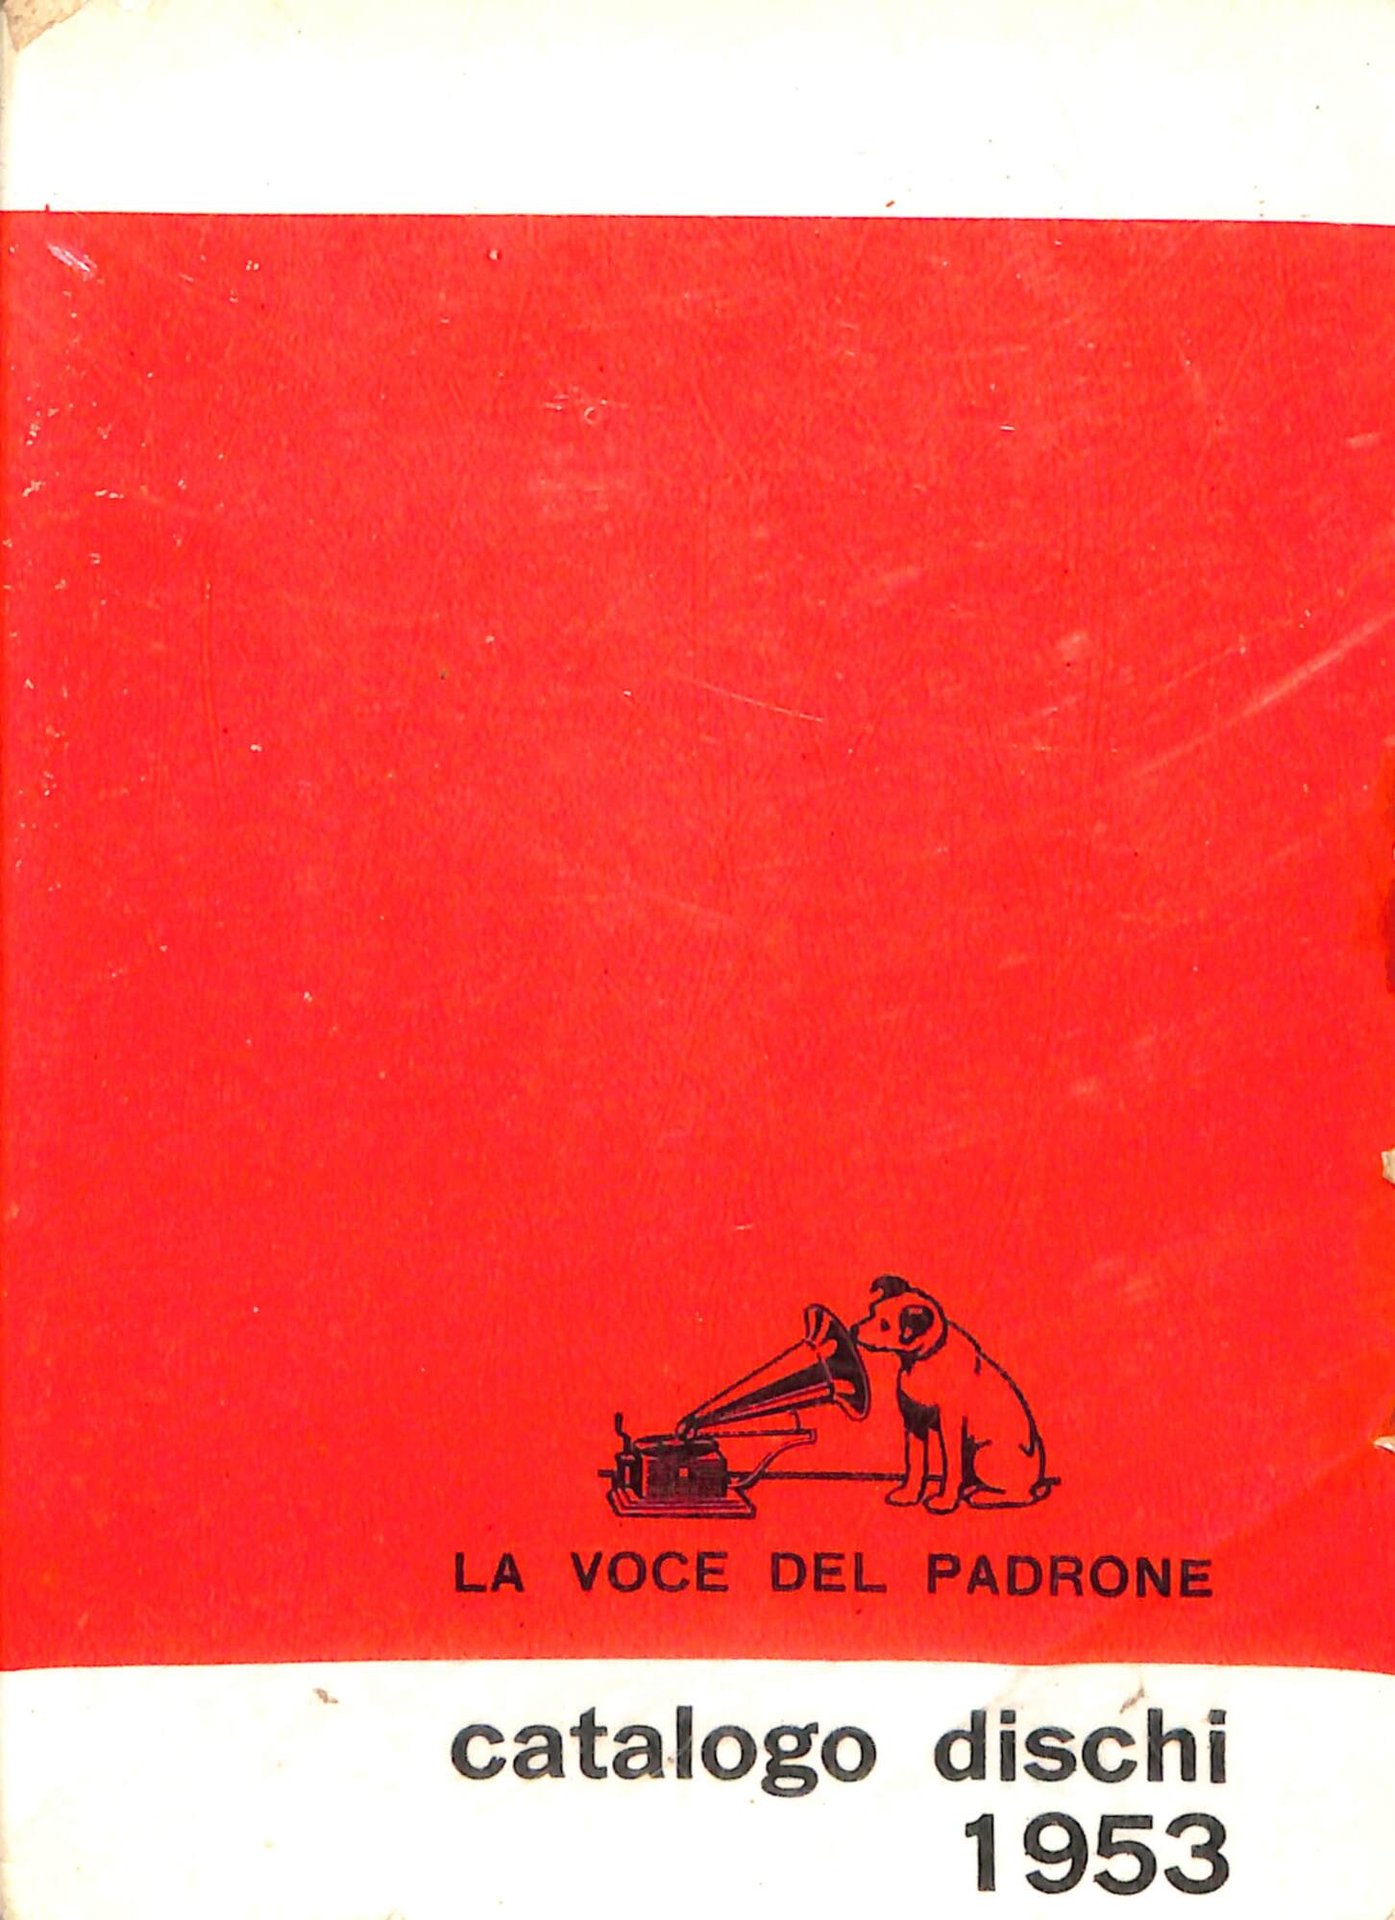 LA VOCE DEL PADRONE
catalogo dischi
1953